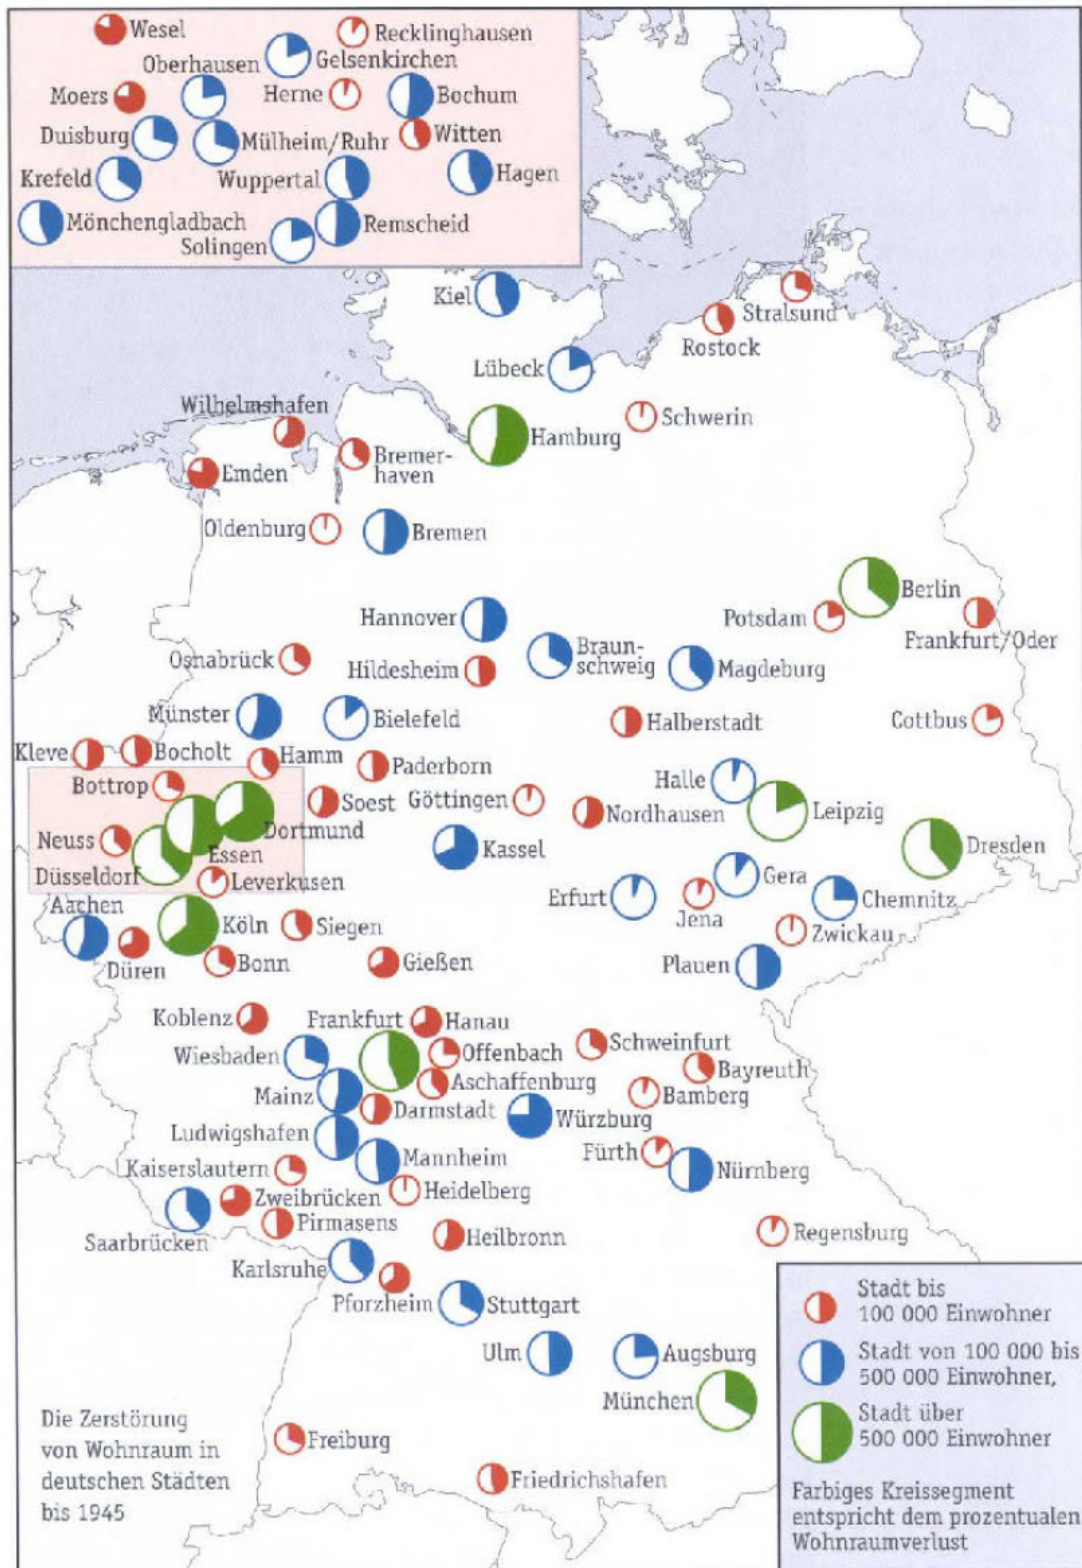 Wesel
Recklinghausen
Oberhausen
Gelsenkirchen
Moers
Herne
Bochum
Duisburg
Mülheim/Ruhr
Witten
Krefeld
Wuppertal
Hagen
Mönchengladbach
Remscheid
Solingen
Kiel
Stralsund
Rostock
Lübeck
Wilhelmshafen
Schwerin
Hamburg
Bremer-
haven
Emden
Oldenburg
Bremen
Berlin
Hannover
Potsdam
Frankfurt/Oder
Osnabrück
Hildesheim
Braun-
schweig
Magdeburg
Münster
Bielefeld
Halberstadt
Cottbus
Kleve
Bocholt
Hamm
Paderborn
Bottrop
Halle
Soest
Göttingen
Nordhausen
Leipzig
Neuss
Dortmund
Essen
Kassel
Dresden
Düsseldorf
Leverkusen
Gera
Aachen
Erfurt
Jena
Chemnitz
Köln
Siegen
Zwickau
Düren
Bonn
Gießen
Plauen
Koblenz
Frankfurt
Hanau
Schweinfurt
Wiesbaden
Offenbach
Bayreuth
Mainz
Aschaffenburg
Bamberg
Darmstadt
Würzburg
Ludwigshafen
Fürth
Kaiserslautern
Mannheim
Nürnberg
Zweibrücken
Heidelberg
Pirmasens
Saarbrücken
Heilbronn
Regensburg
Karlsruhe
Pforzheim
Stuttgart
Ulm
Augsburg
München
Freiburg
Friedrichshafen
Die Zerstörung
von Wohnraum in
deutschen Städten
bis 1945
Stadt bis
100 000 Einwohner
Stadt von 100 000 bis
500 000 Einwohner,
Stadt über
500 000 Einwohner
Farbiges Kreissegment
entspricht dem prozentualen
Wohnraumverlust